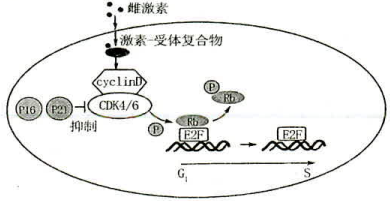 雌激素
激素-受体复合物
cyclinD
CDK4/6
P16
P21
抑制
P
Rb
P
Rb
E2F
E2F
G₁
S